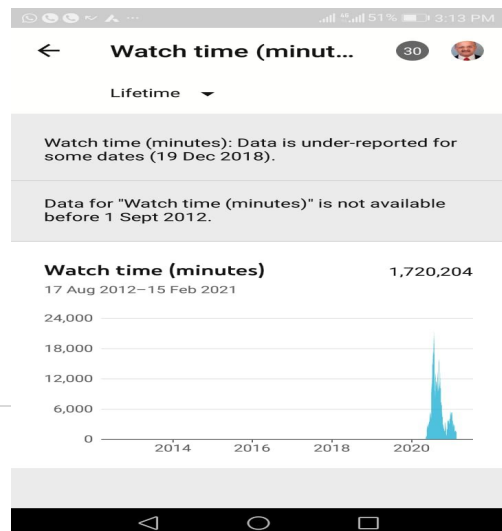 51% 3:13 PM
Watch time (minut... 30
Lifetime
Watch time (minutes): Data is under-reported for
some dates (19 Dec 2018).
Data for "Watch time (minutes)" is not available
before 1 Sept 2012.
Watch time (minutes) 1,720,204
17 Aug 2012–15 Feb 2021
24,000
18,000
12,000
6,000
0
2014 2016 2018 2020